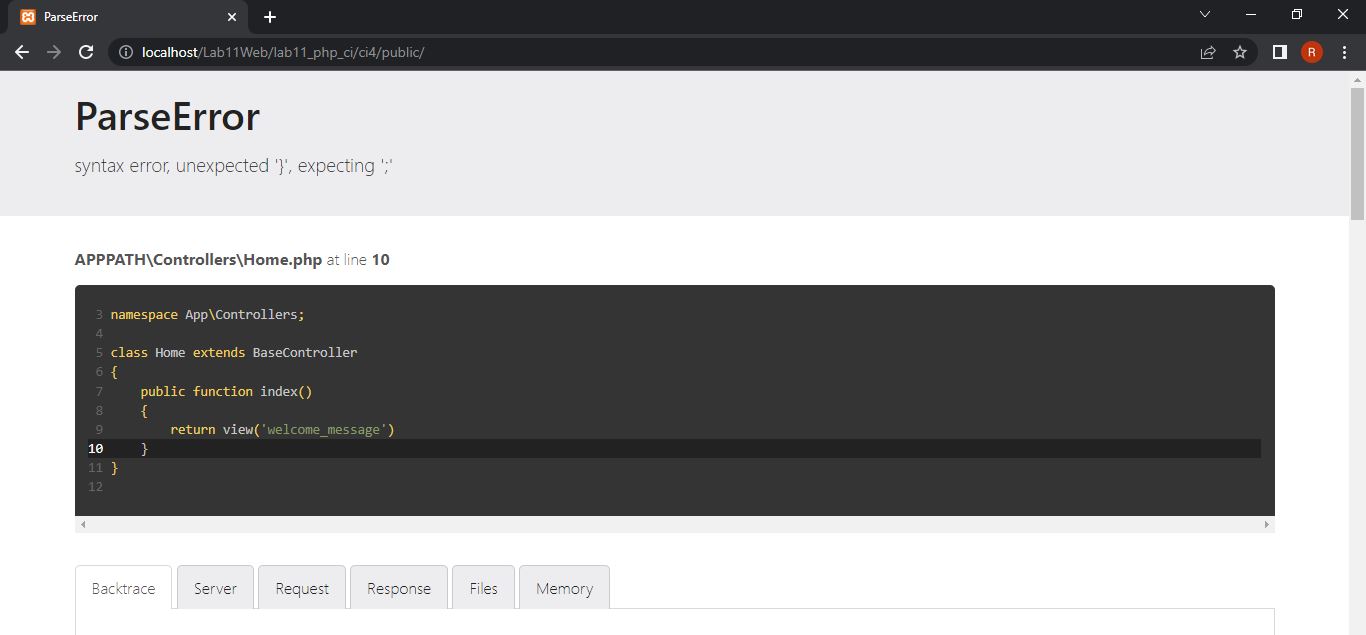 ParseError
localhost/Lab11Web/lab11_php_ci/ci4/public/
R
ParseError
syntax error, unexpected '}', expecting ';'
APPPATH\Controllers\Home.php at line 10
3 namespace App\Controllers;
4
5 class Home extends BaseController
6 {
7     public function index()
8     {
9         return view('welcome_message')
10     }
11 }
12
Backtrace Server Request Response Files Memory